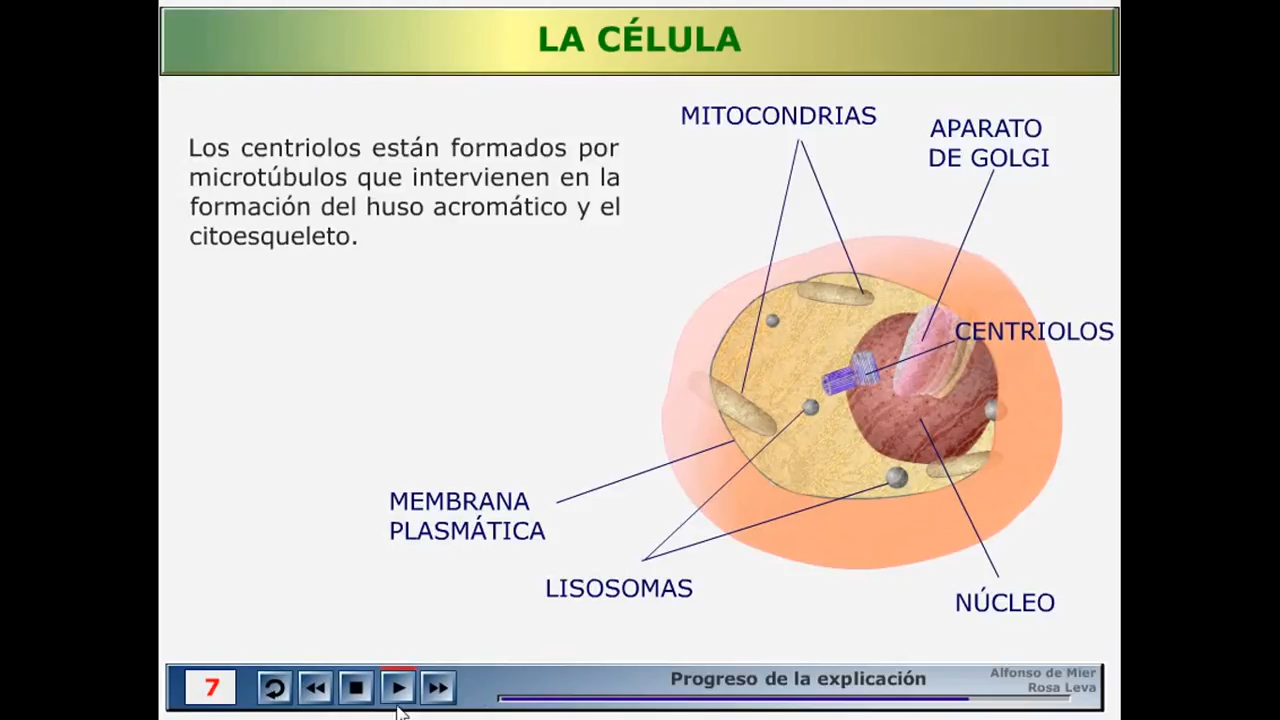 LA CÉLULA
Los centriolos están formados por
microtúbulos que intervienen en la
formación del huso acromático y el
citoesqueleto.
MITOCONDRIAS
APARATO
DE GOLGI
CENTRIOLOS
MEMBRANA
PLASMÁTICA
LISOSOMAS
NÚCLEO
7
Progreso de la explicación
Alfonso de Mier
Rosa Leva